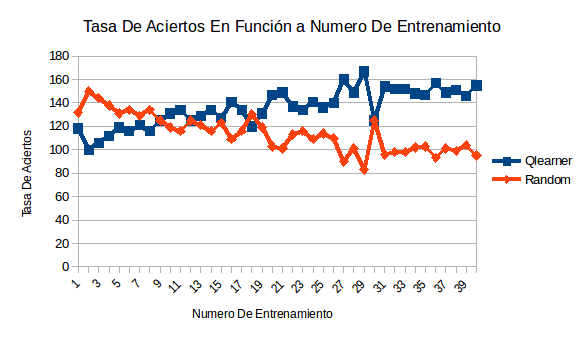 Tasa De Aciertos En Función a Numero De Entrenamiento
180
160
140
120
100
80
60
40
20
0
Tasa De Aciertos
1 3 5 7 9 11 13 15 17 19 21 23 25 27 29 31 33 35 37 39
Numero De Entrenamiento
Qlearner
Random